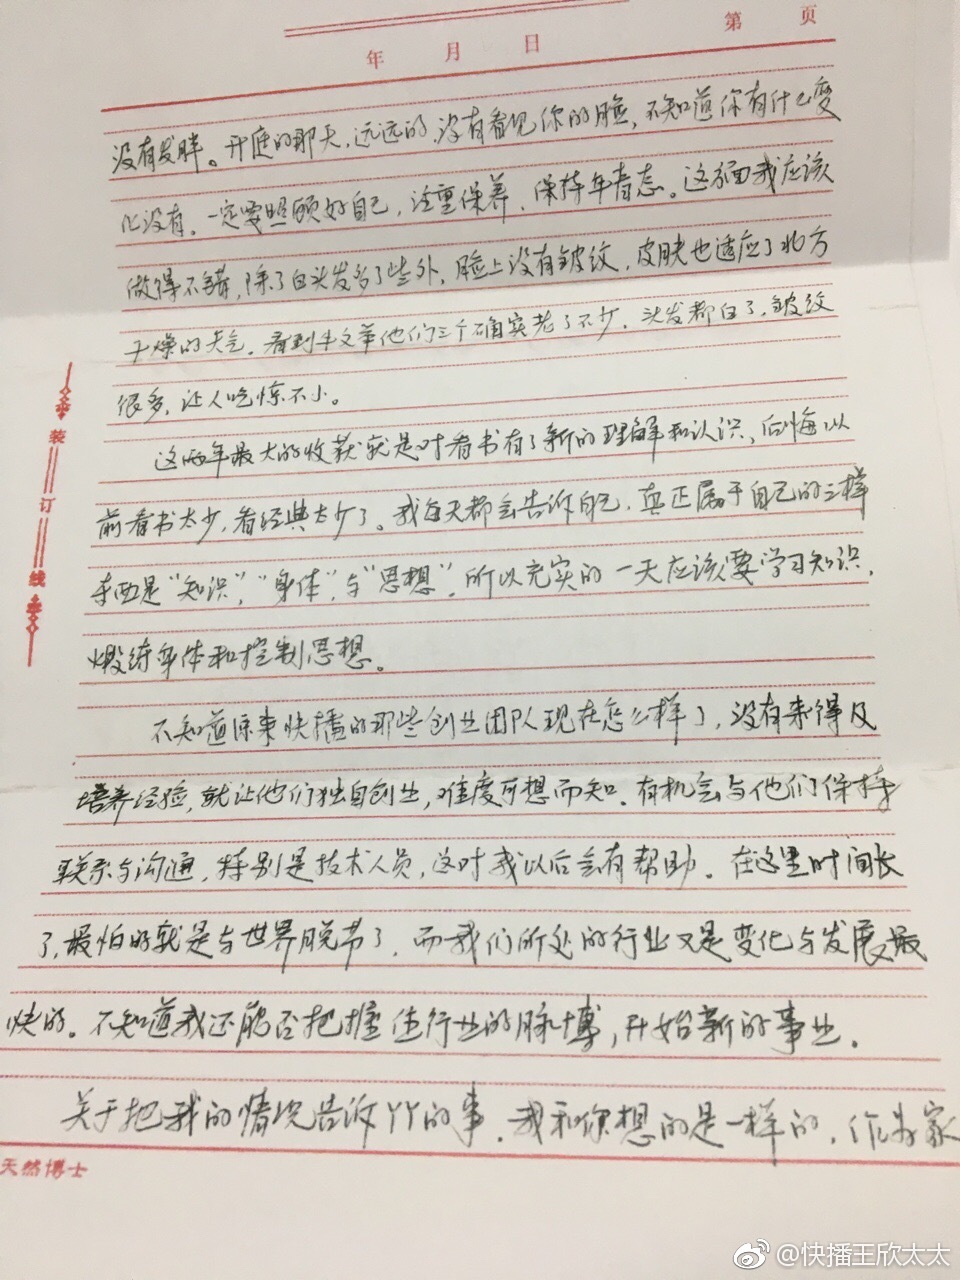 第 页
年 月 日
没有发胖。开庭的那天，远远的，没有看见你的脸，不知道你有什么变
化没有。一定要照顾好自己，注重保养，保持年青态。这方面我应该
做得不错，除了白头发多了些外，脸上没有皱纹，皮肤也适应了北方
干燥的天气。看到牛文举他们三个确实老了不少，头发都白了，皱纹
很多，让人吃惊不小。
这两年最大的收获就是对看书有了新的理解和认识，后悔以
前看书太少，看经典太少了。我每天都会告诉自己，真正属于自己的三样
东西是“知识”，“身体”，与“思想”。所以充实的一天应该要学习知识，
煅练身体和控制思想。
不知道原来快播的那些创业团队现在怎么样了，没有来得及
培养经验，就让他们独自创业，难度可想而知。有机会与他们保持
联系与沟通，特别是技术人员，这对我以后会有帮助。在这里时间长
了，最怕的就是与世界脱节了，而我们所处的行业又是变化与发展最
快的。不知道我还能否把握住行业的脉博，开始新的事业。
关于把我的情况告诉丫丫的事，我和你想的是一样的，作为家
装订线
天然博士
@快播王欣太太